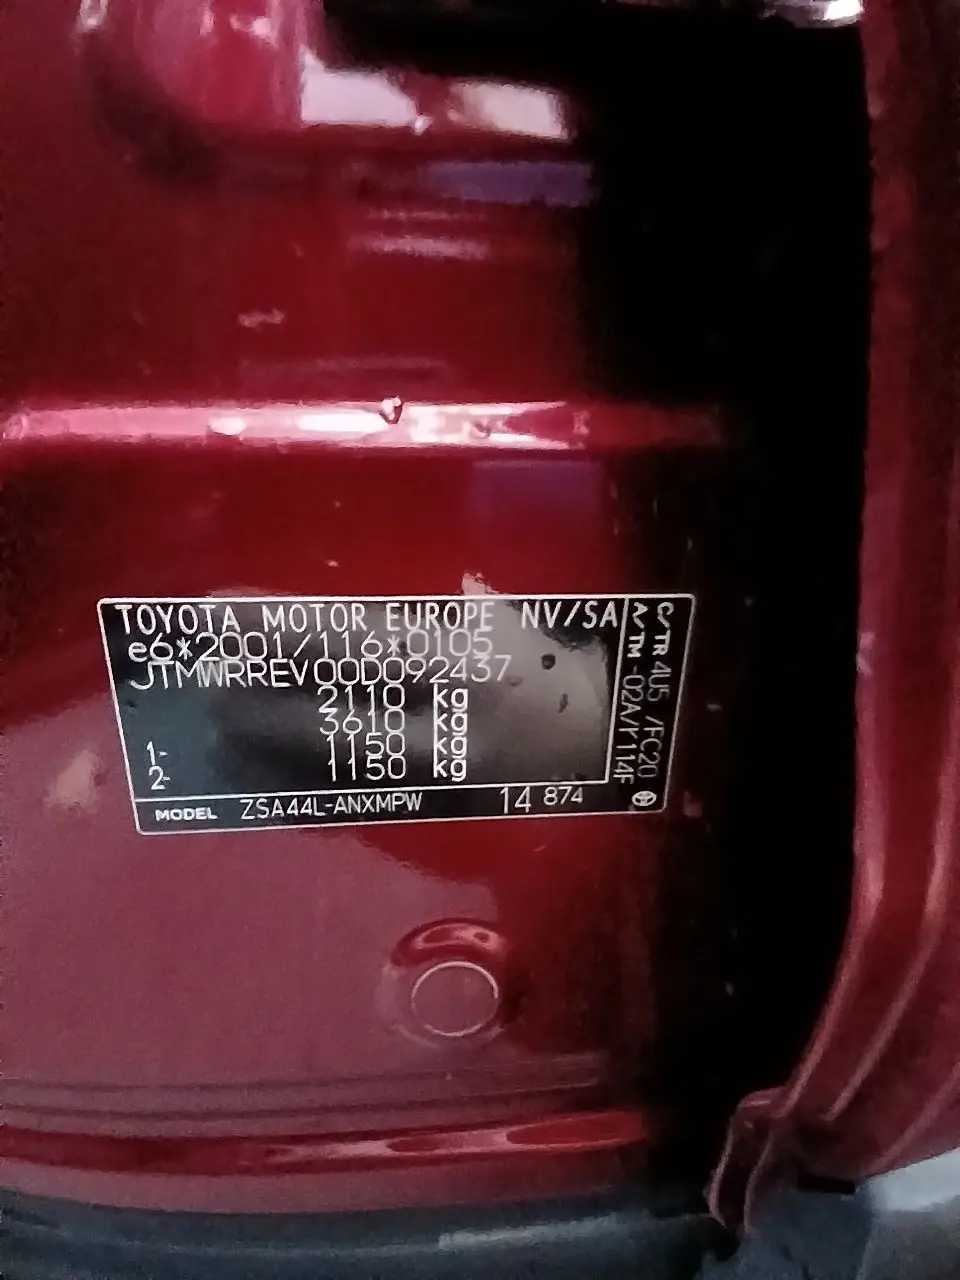 TOYOTA MOTOR EUROPE NV/SA
e6*2001/116*0105
JTMWRREV00D092437
2110 kg
3610 kg
1- 1150 kg
2- 1150 kg
MODEL ZSA44L-ANXMPW 14 874
C/TR 4U5 /FC20
A/TM -02A/K114F